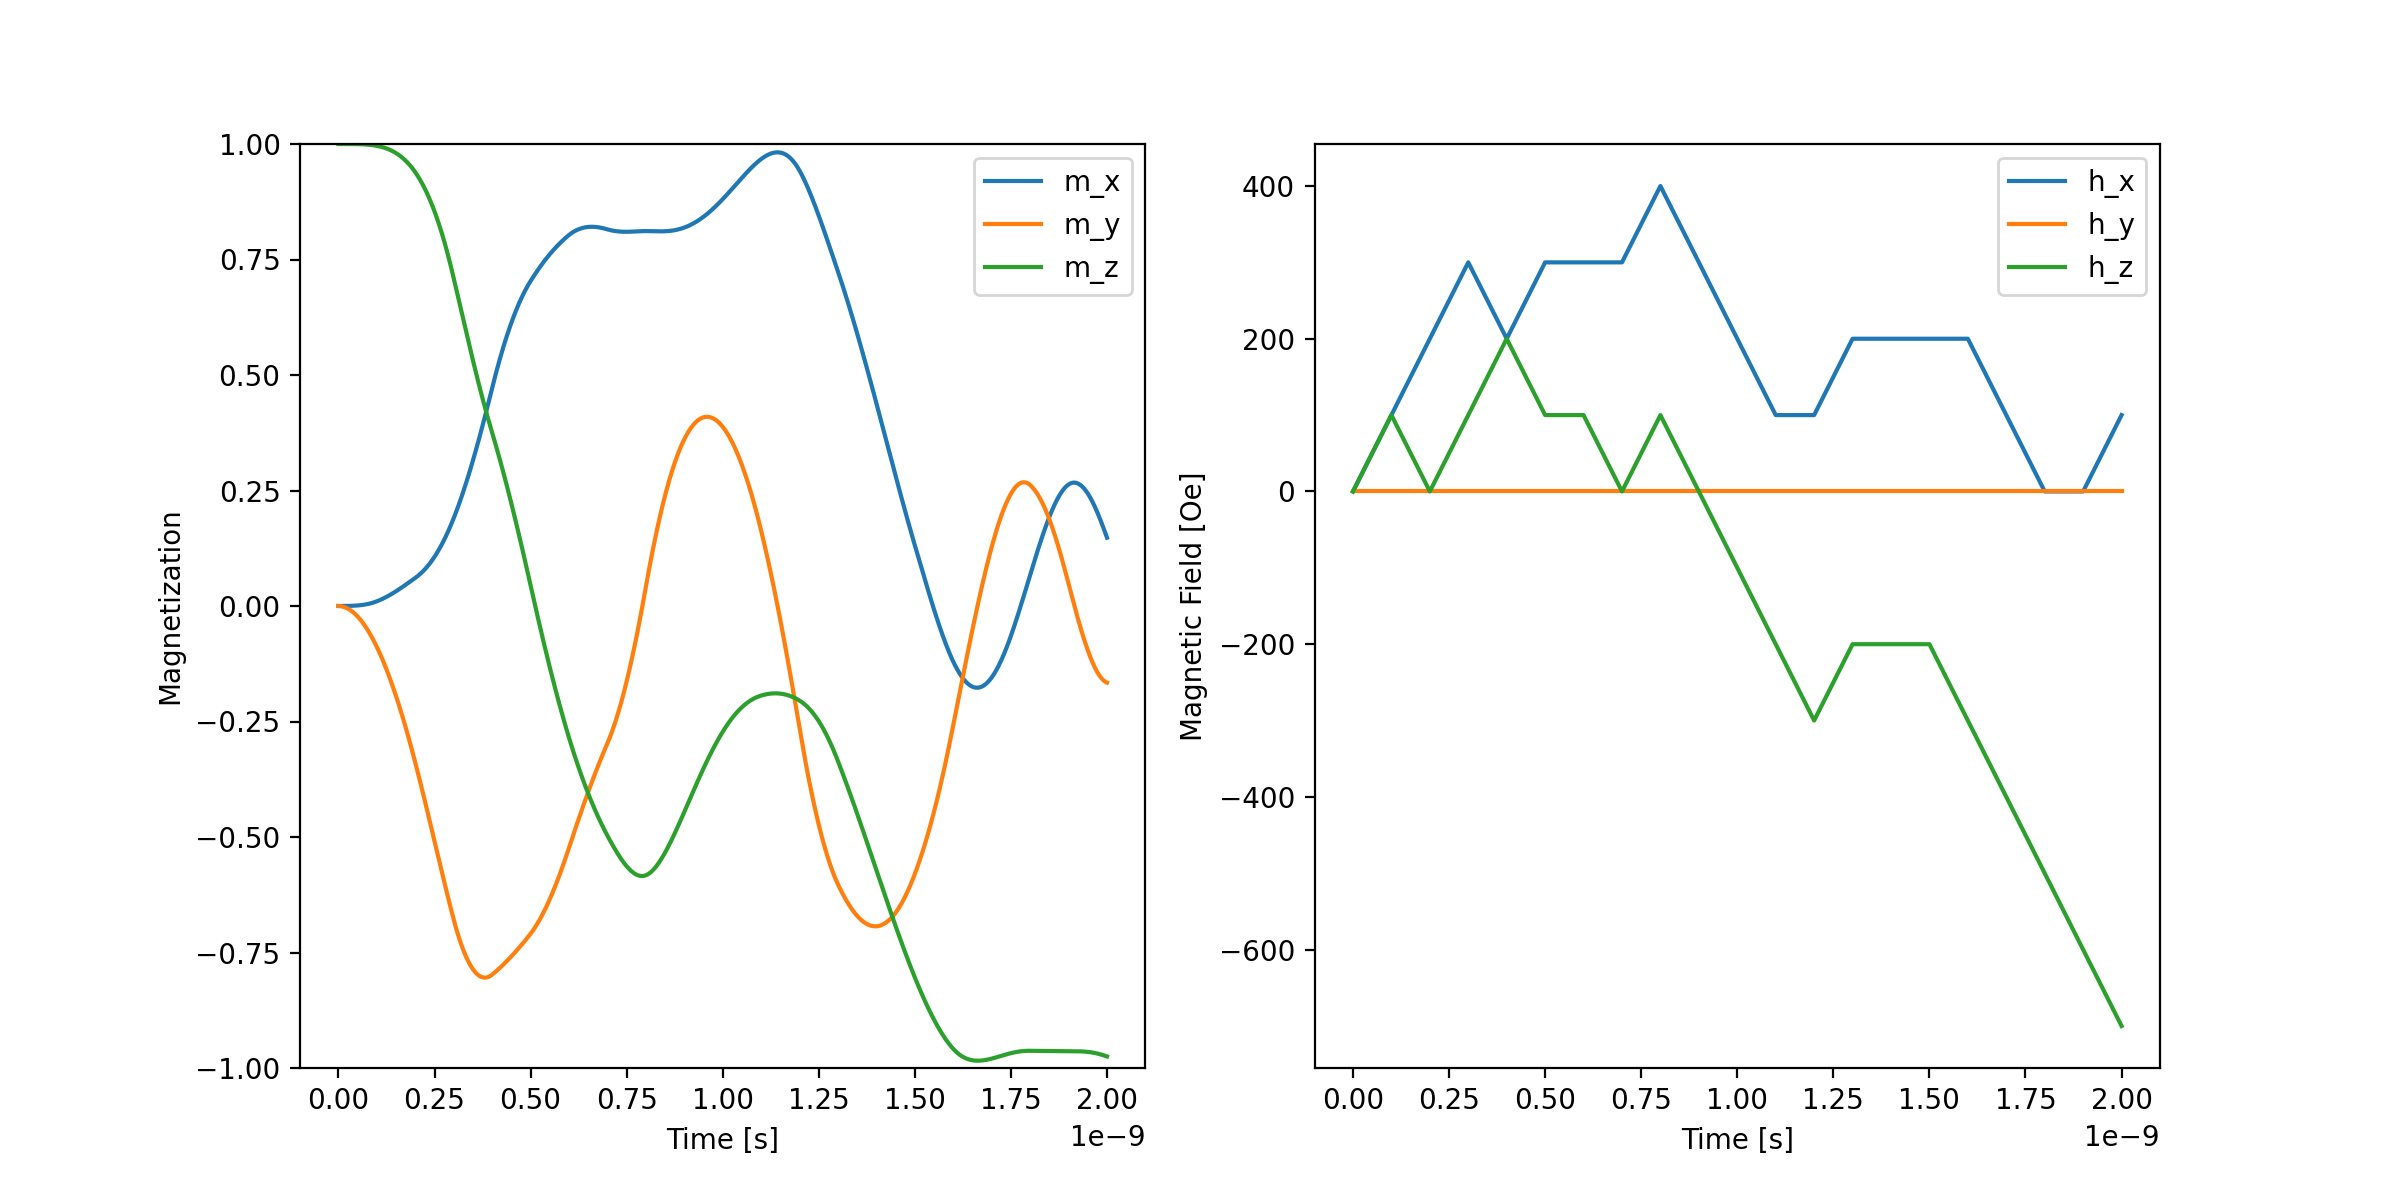 Magnetization
1.00
0.75
0.50
0.25
0.00
−0.25
−0.50
−0.75
−1.00
m_x
m_y
m_z
0.00 0.25 0.50 0.75 1.00 1.25 1.50 1.75 2.00
Time [s]
1e−9
Magnetic Field [Oe]
400
200
0
−200
−400
−600
h_x
h_y
h_z
0.00 0.25 0.50 0.75 1.00 1.25 1.50 1.75 2.00
Time [s]
1e−9